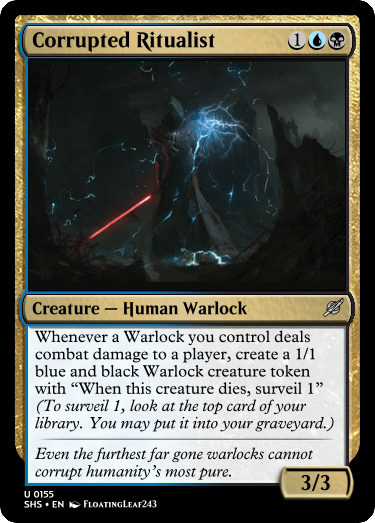 Corrupted Ritualist 1
Creature — Human Warlock
Whenever a Warlock you control deals
combat damage to a player, create a 1/1
blue and black Warlock creature token
with “When this creature dies, surveil 1”
(To surveil 1, look at the top card of your
library. You may put it into your graveyard.)
Even the furthest far gone warlocks cannot
corrupt humanity's most pure.
3/3
U 0155
SHS • EN FloatingLeaf243